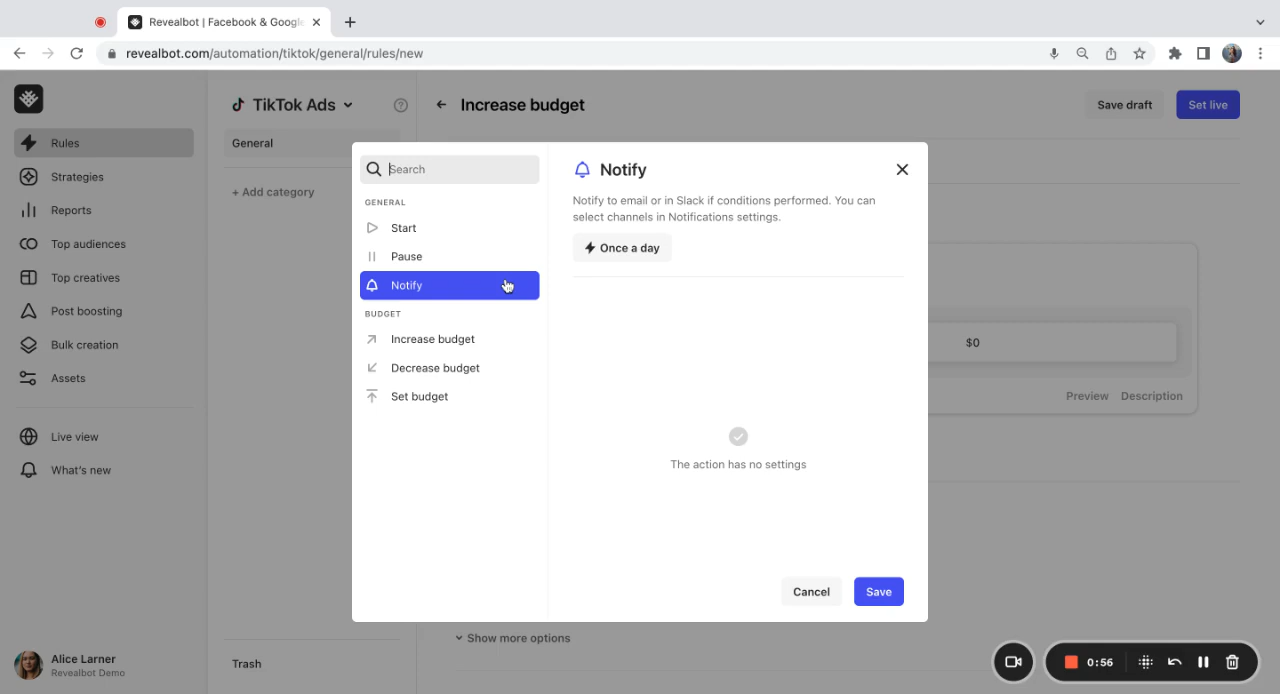 Revealbot | Facebook & Google
revealbot.com/automation/tiktok/general/rules/new
Rules
Strategies
Reports
Top audiences
Top creatives
Post boosting
Bulk creation
Assets
Live view
What's new
Alice Larner
Revealbot Demo
TikTok Ads
?
General
+ Add category
Trash
Increase budget
Save draft
Set live
Search
GENERAL
Start
Pause
Notify
BUDGET
Increase budget
Decrease budget
Set budget
Notify
Notify to email or in Slack if conditions performed. You can
select channels in Notifications settings.
Once a day
The action has no settings
Cancel
Save
$0
Preview
Description
Show more options
0:56